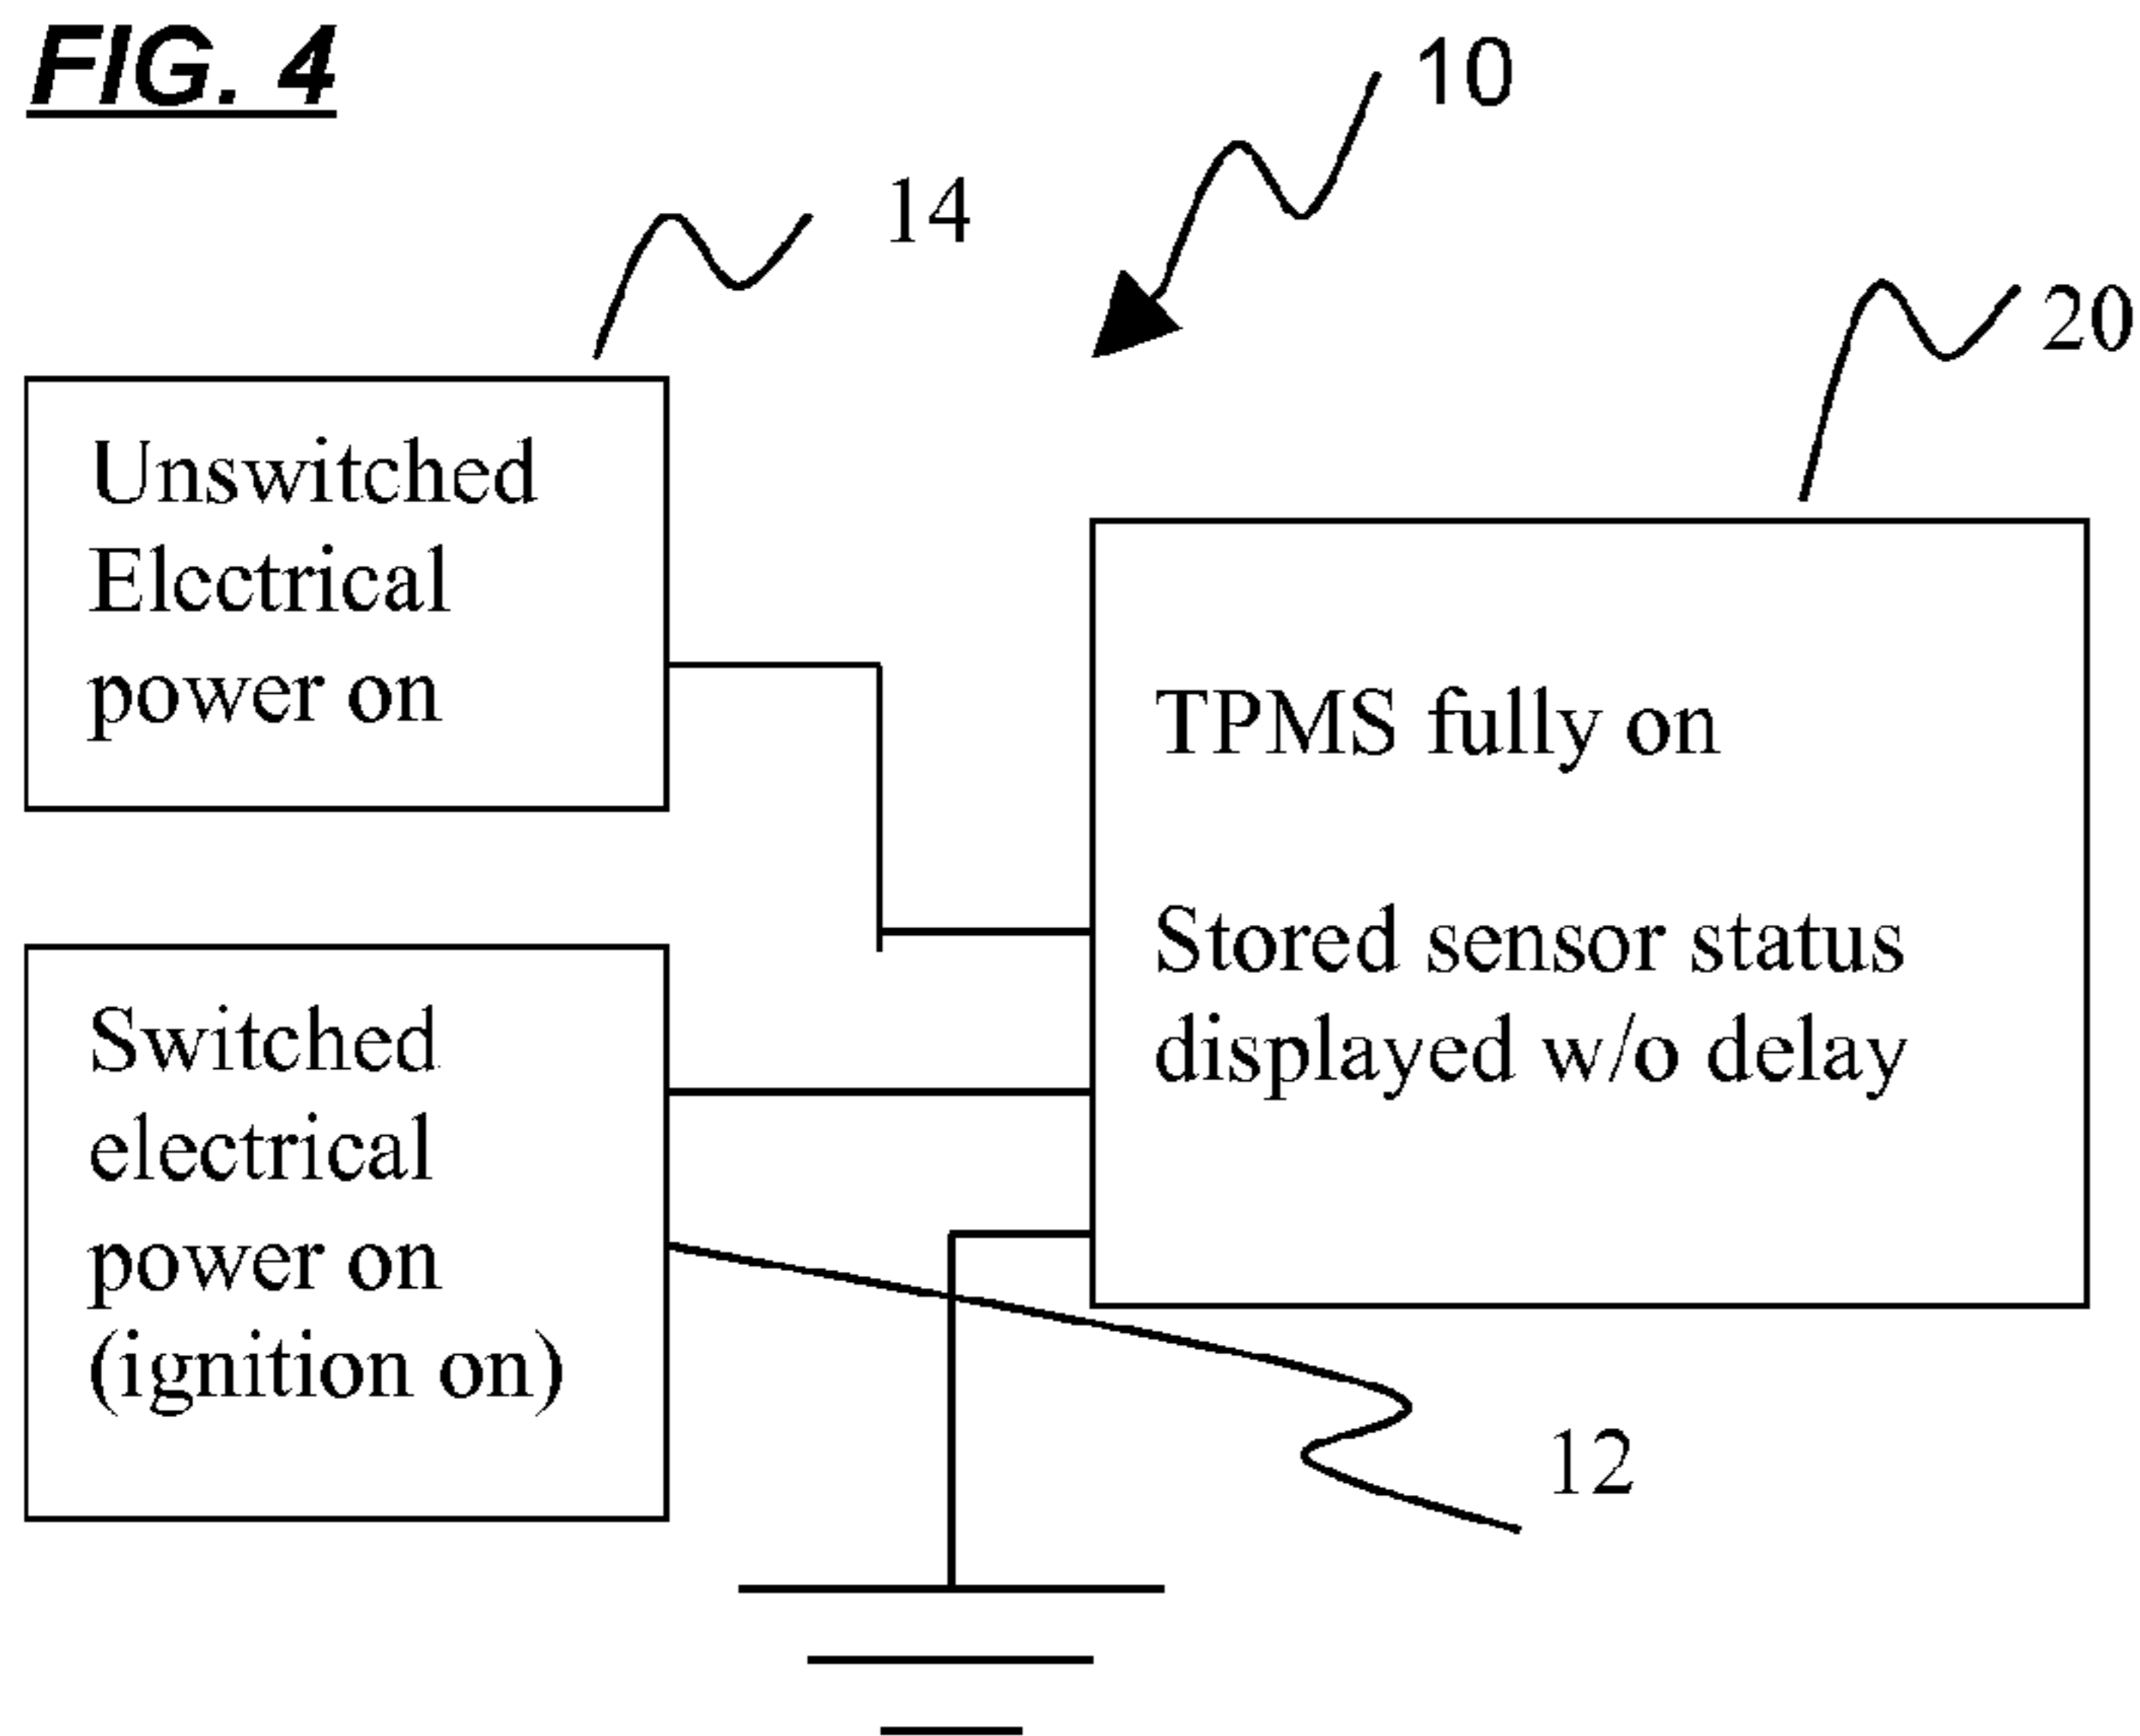 FIG. 4
10
14
20
Unswitched
Electrical
power on
TPMS fully on
Stored sensor status
displayed w/o delay
Switched
electrical
power on
(ignition on)
12